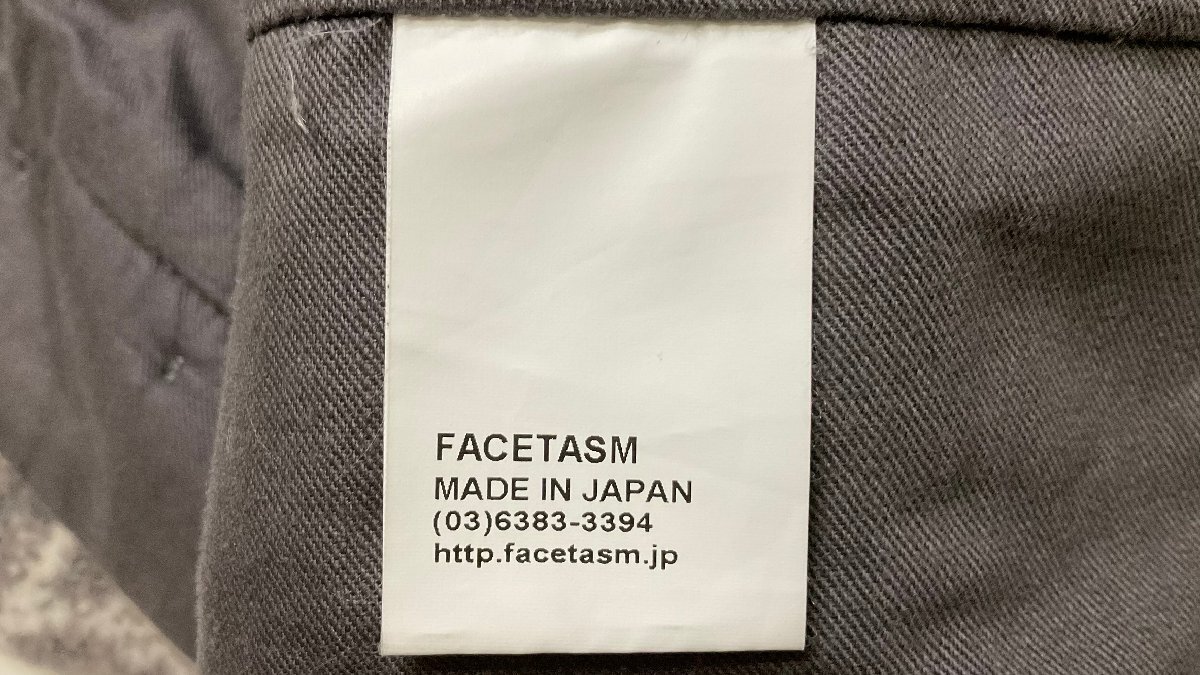 FACETASM
MADE IN JAPAN
(03)6383-3394
http.facetasm.jp